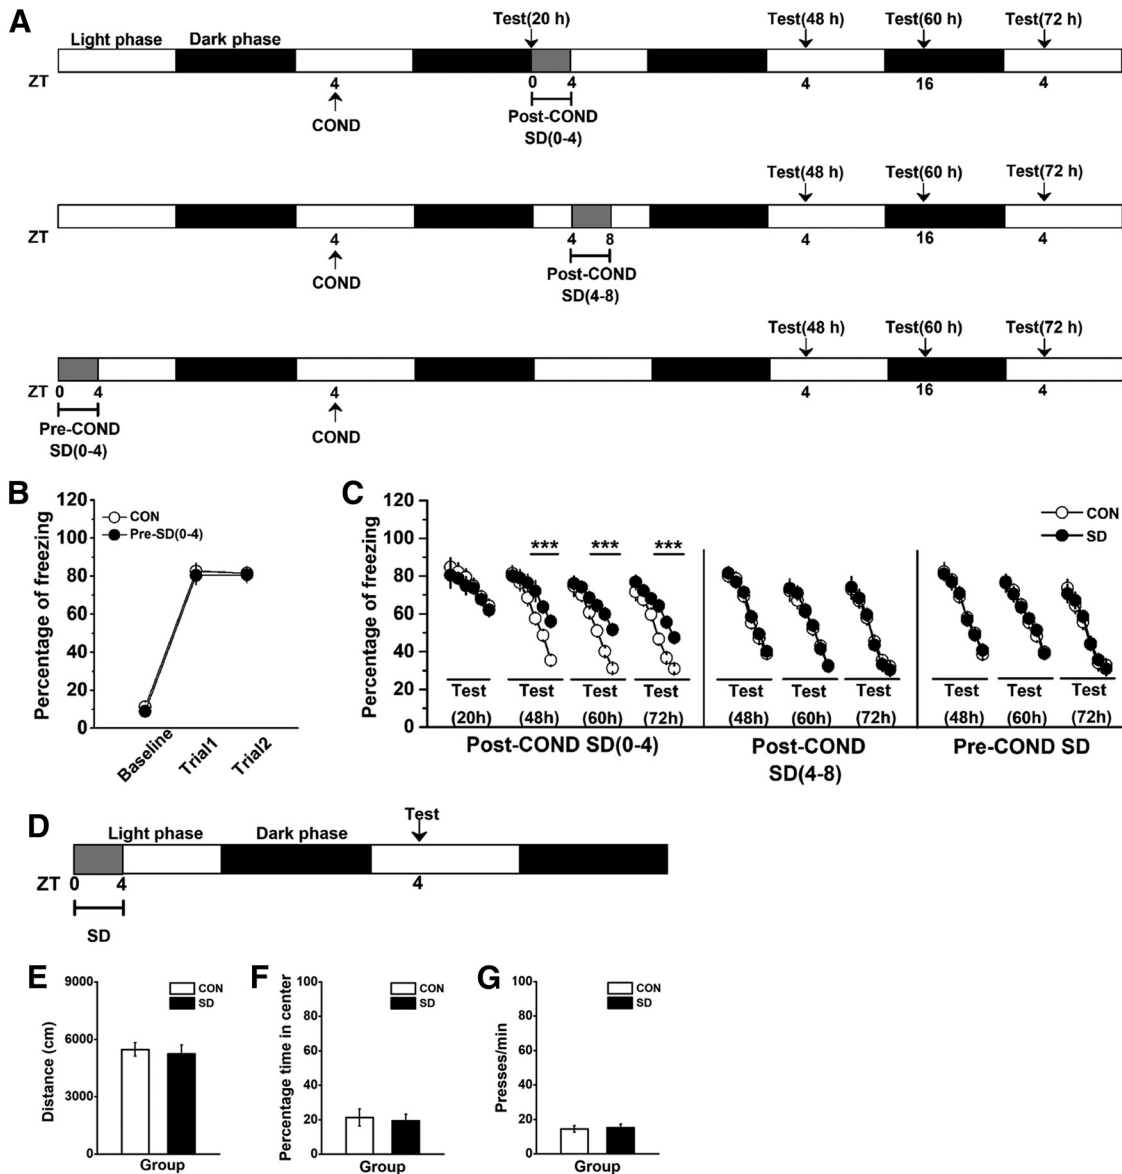 A
Test(20 h)
Test(48 h) Test(60 h) Test(72 h)
Light phase Dark phase
ZT 4 0 4 4 16 4
COND
Post-COND
SD(0-4)
Test(48 h) Test(60 h) Test(72 h)
ZT 4 4 8 4 16 4
COND
Post-COND
SD(4-8)
Test(48 h) Test(60 h) Test(72 h)
ZT 0 4 4 4 16 4
Pre-COND
SD(0-4)
COND
B
Percentage of freezing
120
100
80
60
40
20
0
CON
Pre-SD(0-4)
Baseline
Trial1
Trial2
C
Percentage of freezing
120
100
80
60
40
20
0
*** *** ***
CON
SD
Test Test Test Test Test Test Test Test Test Test
(20h) (48h) (60h) (72h) (48h) (60h) (72h) (48h) (60h) (72h)
Post-COND SD(0-4)
Post-COND
SD(4-8)
Pre-COND SD
D
Test
Light phase Dark phase
ZT 0 4 4
SD
E
Distance (cm)
9000
6000
3000
0
CON
SD
Group
F
Percentage time in center
100
80
60
40
20
0
CON
SD
Group
G
Presses/min
100
80
60
40
20
0
CON
SD
Group